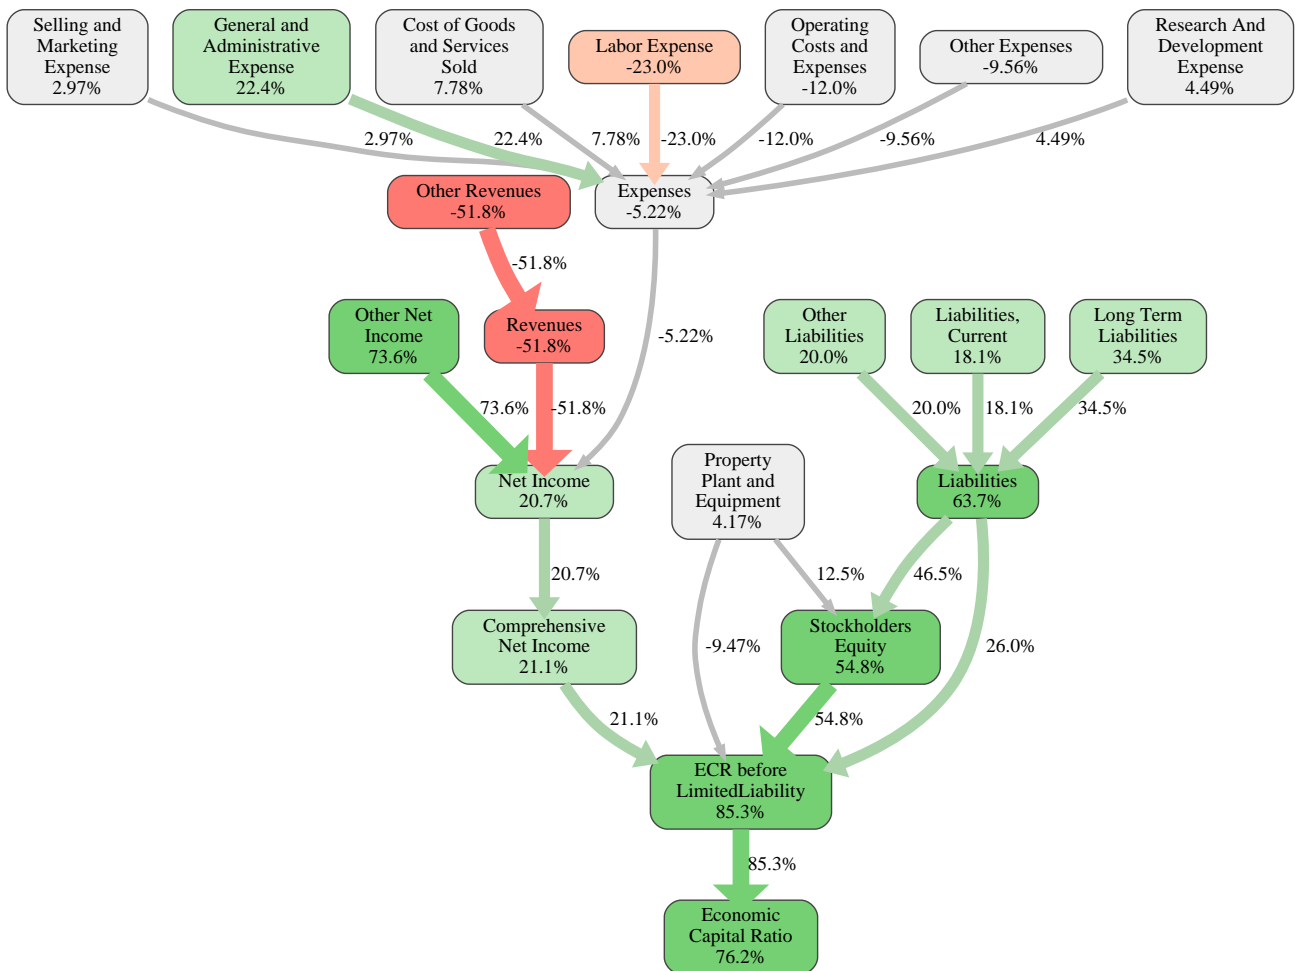 Selling and
Marketing
Expense
2.97%
General and
Administrative
Expense
22.4%
Cost of Goods
and Services
Sold
7.78%
Labor Expense
-23.0%
Operating
Costs and
Expenses
-12.0%
Other Expenses
-9.56%
Research And
Development
Expense
4.49%
2.97%
22.4%
7.78%
-23.0%
-12.0%
-9.56%
4.49%
Other Revenues
-51.8%
Expenses
-5.22%
-51.8%
Other Net
Income
73.6%
Revenues
-51.8%
-5.22%
Other
Liabilities
20.0%
Liabilities,
Current
18.1%
Long Term
Liabilities
34.5%
73.6%
-51.8%
20.0%
18.1%
34.5%
Net Income
20.7%
Property
Plant and
Equipment
4.17%
Liabilities
63.7%
20.7%
12.5%
46.5%
Comprehensive
Net Income
21.1%
-9.47%
Stockholders
Equity
54.8%
26.0%
21.1%
54.8%
ECR before
LimitedLiability
85.3%
85.3%
Economic
Capital Ratio
76.2%